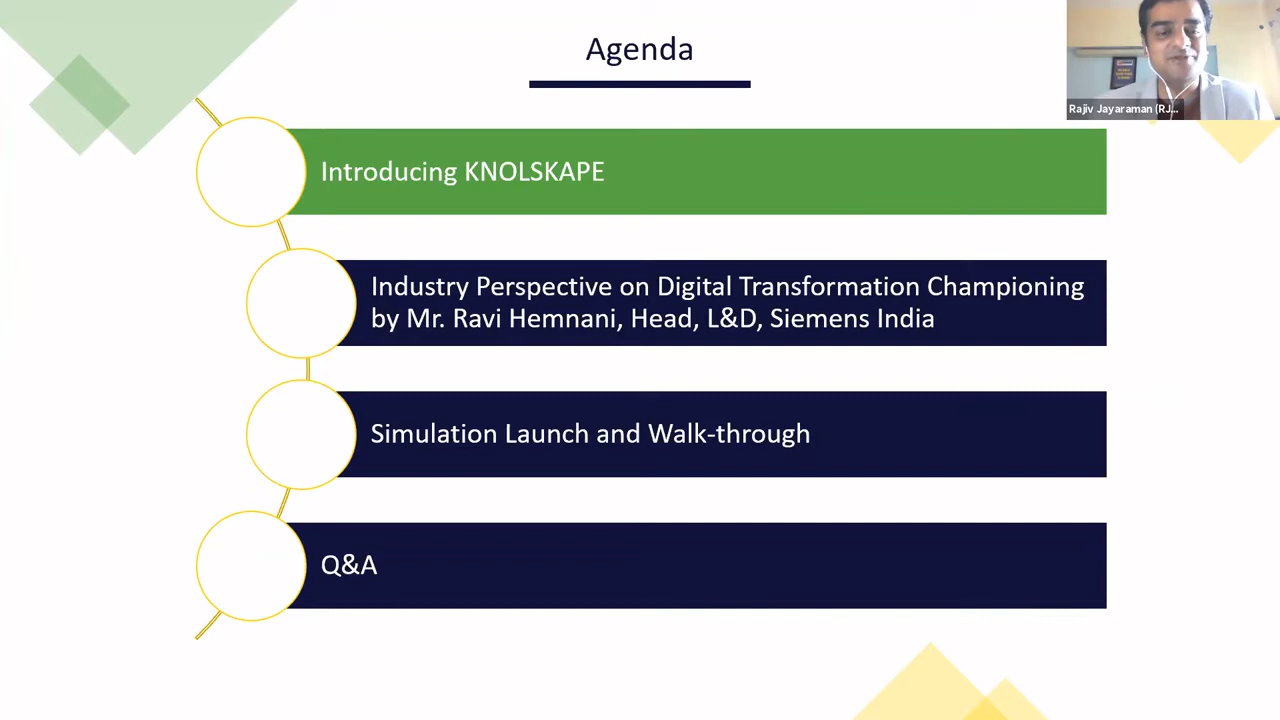 Agenda
Rajiv Jayaraman (RJ...
Introducing KNOLSKAPE
Industry Perspective on Digital Transformation Championing
by Mr. Ravi Hemnani, Head, L&D, Siemens India
Simulation Launch and Walk-through
Q&A